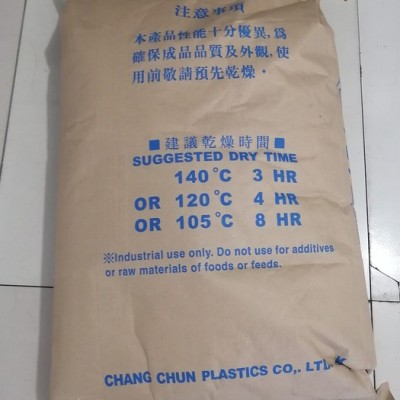 注意事項
本產品性能十分優異,爲
確保成品品質及外觀,使
用前敬請預先乾燥。
■建議乾燥時間■
SUGGESTED DRY TIME
140°C 3 HR
OR 120°C 4 HR
OR 105°C 8 HR
※Industrial use only. Do not use for additives
or raw materials of foods or feeds.
CHANG CHUN PLASTICS CO,. LTD.